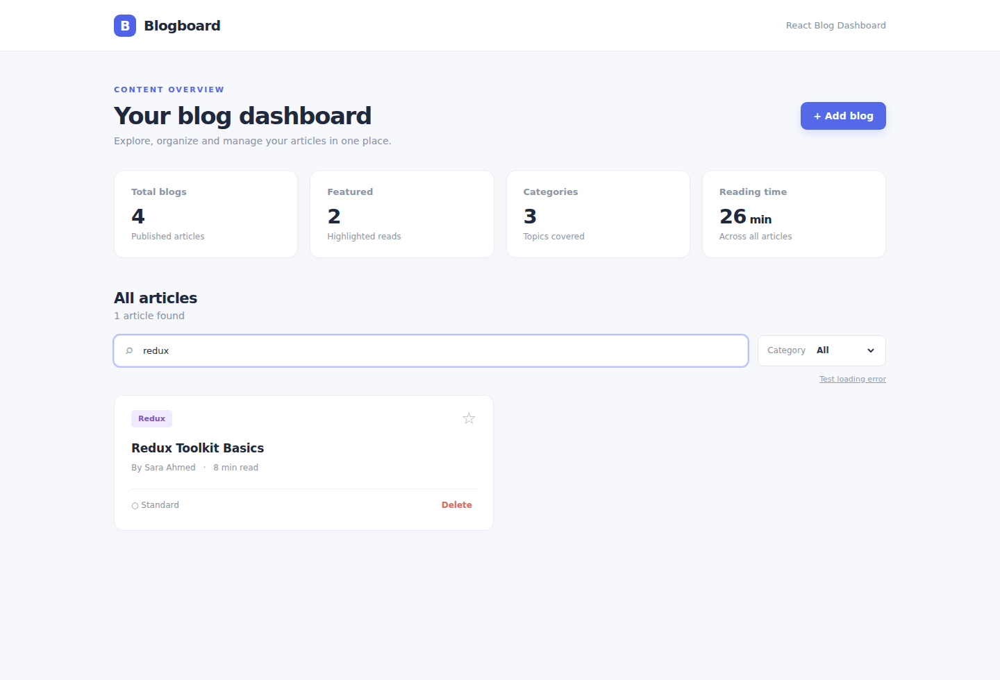 B Blogboard
React Blog Dashboard
CONTENT OVERVIEW
Your blog dashboard
+ Add blog
Explore, organize and manage your articles in one place.
Total blogs
4
Published articles
Featured
2
Highlighted reads
Categories
3
Topics covered
Reading time
26 min
Across all articles
All articles
1 article found
redux
Category All
Test loading error
Redux
Redux Toolkit Basics
By Sara Ahmed · 8 min read
Standard
Delete